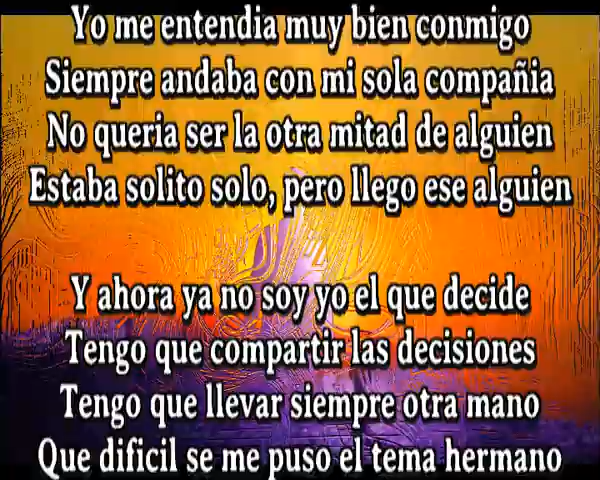 Yo me entendia muy bien conmigo
Siempre andaba con mi sola compañia
No queria ser la otra mitad de alguien
Estaba solito solo, pero llego ese alguien
Y ahora ya no soy yo el que decide
Tengo que compartir las decisiones
Tengo que llevar siempre otra mano
Que dificil se me puso el tema hermano